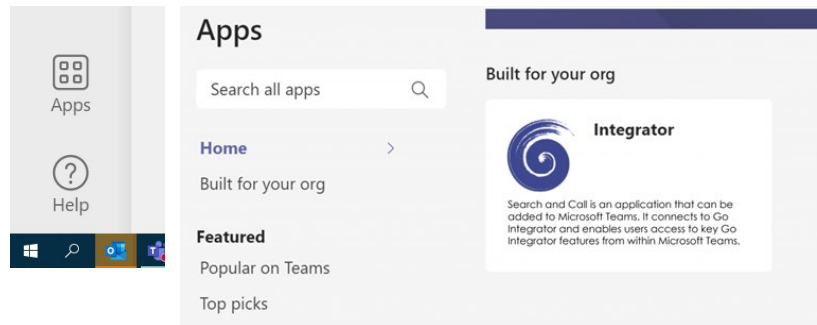 Apps
Help
Apps
Search all apps
Home
Built for your org
Featured
Popular on Teams
Top picks
Built for your org
Integrator
Search and Call is an application that can be
added to Microsoft Teams. It connects to Go
Integrator and enables users access to key Go
Integrator features from within Microsoft Teams.